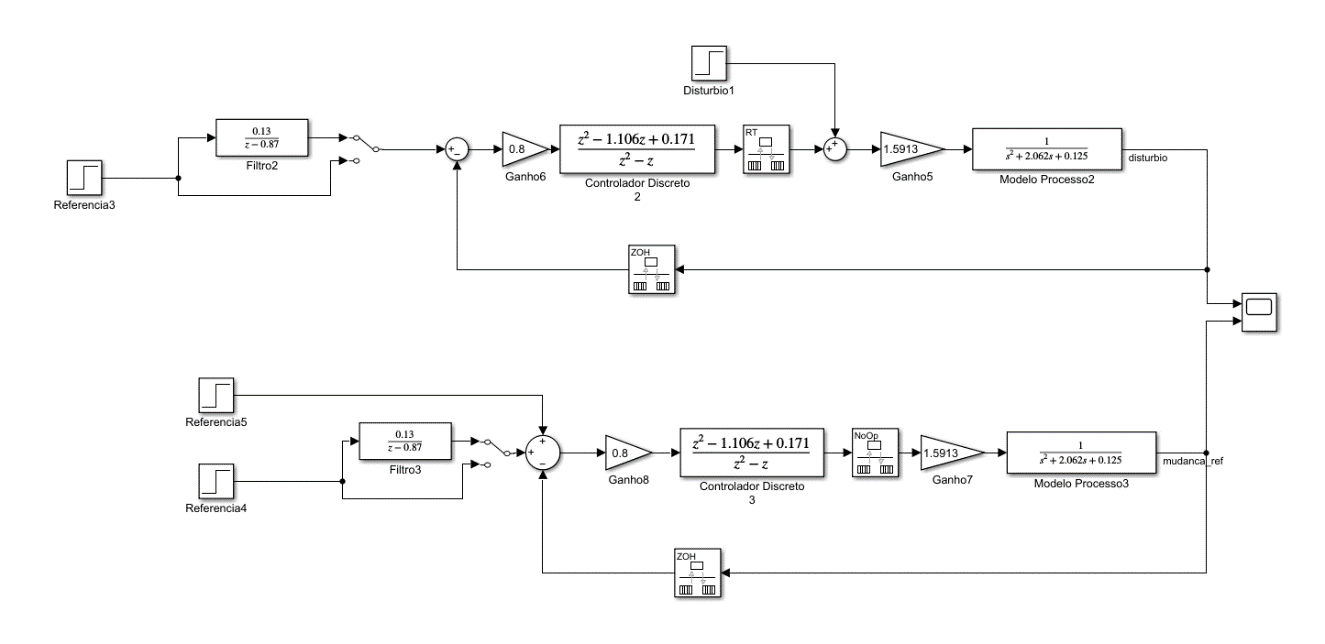 Disturbio1
0.13
z − 0.87
Filtro2
Referencia3
+
−
0.8
Ganho6
z² − 1.106z + 0.171
z² − z
Controlador Discreto
2
RT
+
+
1.5913
Ganho5
1
s² + 2.062s + 0.125
Modelo Processo2
disturbio
ZOH
Referencia5
0.13
z − 0.87
Filtro3
Referencia4
+
+
−
0.8
Ganho8
z² − 1.106z + 0.171
z² − z
Controlador Discreto
3
NoOp
1.5913
Ganho7
1
s² + 2.062s + 0.125
Modelo Processo3
mudanca_ref
ZOH